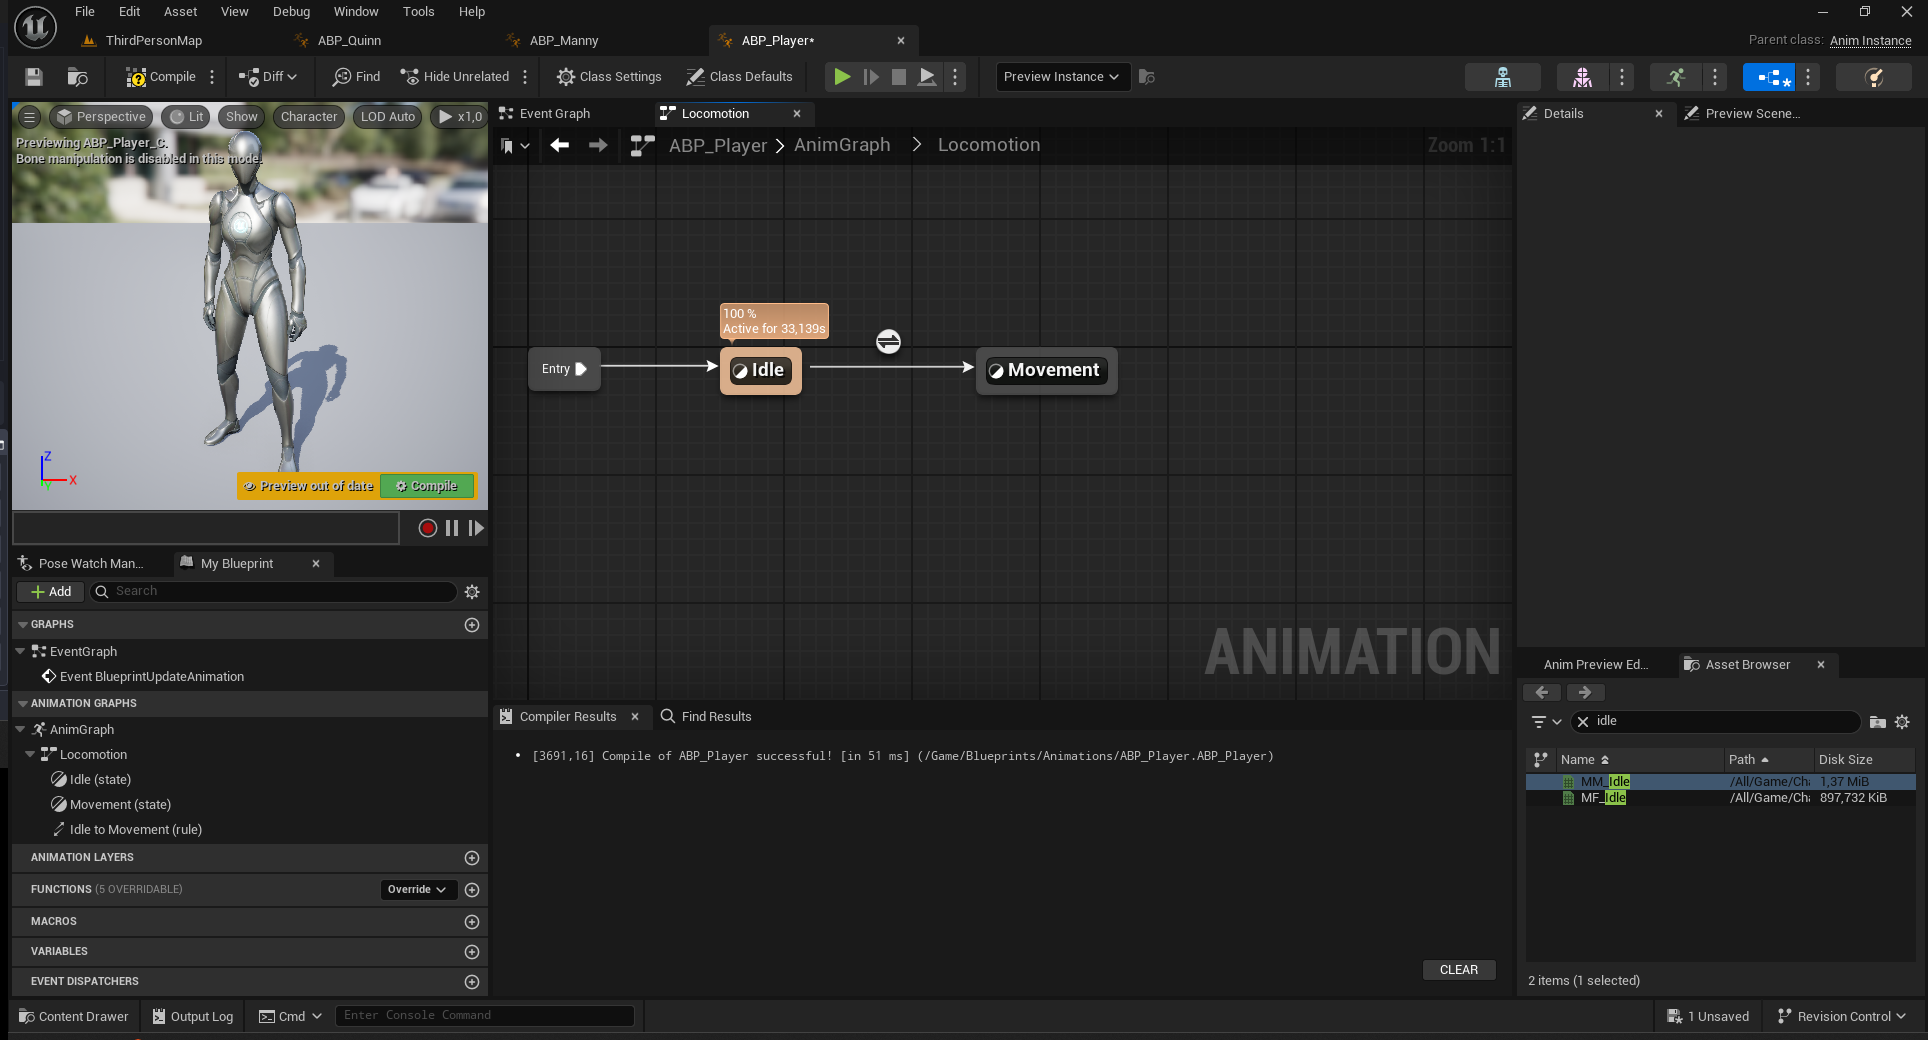 File Edit Asset View Debug Window Tools Help
ThirdPersonMap ABP_Quinn ABP_Manny ABP_Player*
Parent class: Anim Instance
Compile Diff Find Hide Unrelated Class Settings Class Defaults Preview Instance
Perspective Lit Show Character LOD Auto x1,0
Previewing ABP_Player_C.
Bone manipulation is disabled in this mode.
Z
X
Y
Preview out of date Compile
Event Graph Locomotion
ABP_Player > AnimGraph > Locomotion
Zoom 1:1
100 %
Active for 33,139s
Entry Idle Movement
ANIMATION
Details Preview Scene...
Pose Watch Man... My Blueprint
Add Search
GRAPHS
EventGraph
Event BlueprintUpdateAnimation
ANIMATION GRAPHS
AnimGraph
Locomotion
Idle (state)
Movement (state)
Idle to Movement (rule)
ANIMATION LAYERS
FUNCTIONS (5 OVERRIDABLE) Override
MACROS
VARIABLES
EVENT DISPATCHERS
Compiler Results Find Results
• [3691,16] Compile of ABP_Player successful! [in 51 ms] (/Game/Blueprints/Animations/ABP_Player.ABP_Player)
CLEAR
Anim Preview Ed... Asset Browser
idle
Name Path Disk Size
MM_Idle /All/Game/Cha 1,37 MiB
MF_Idle /All/Game/Cha 897,732 KiB
2 items (1 selected)
Content Drawer Output Log Cmd Enter Console Command
1 Unsaved Revision Control